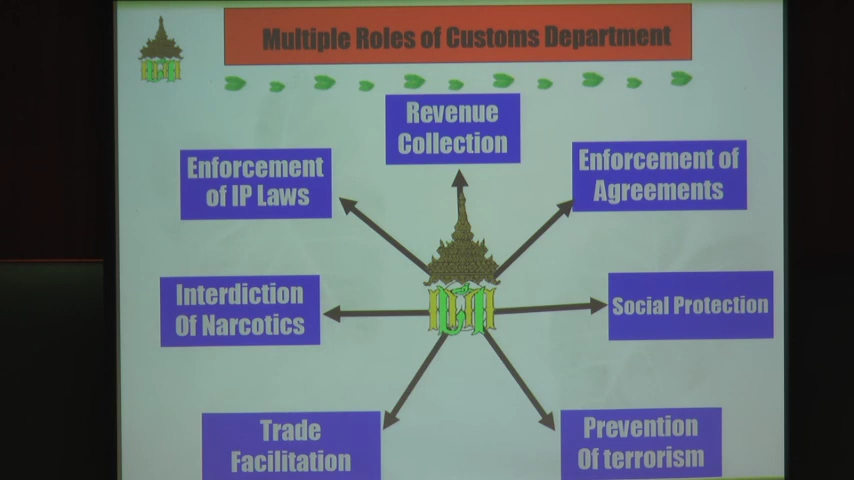 Multiple Roles of Customs Department
Revenue
Collection
Enforcement
of IP Laws
Enforcement of
Agreements
Interdiction
Of Narcotics
Social Protection
Trade
Facilitation
Prevention
Of terrorism